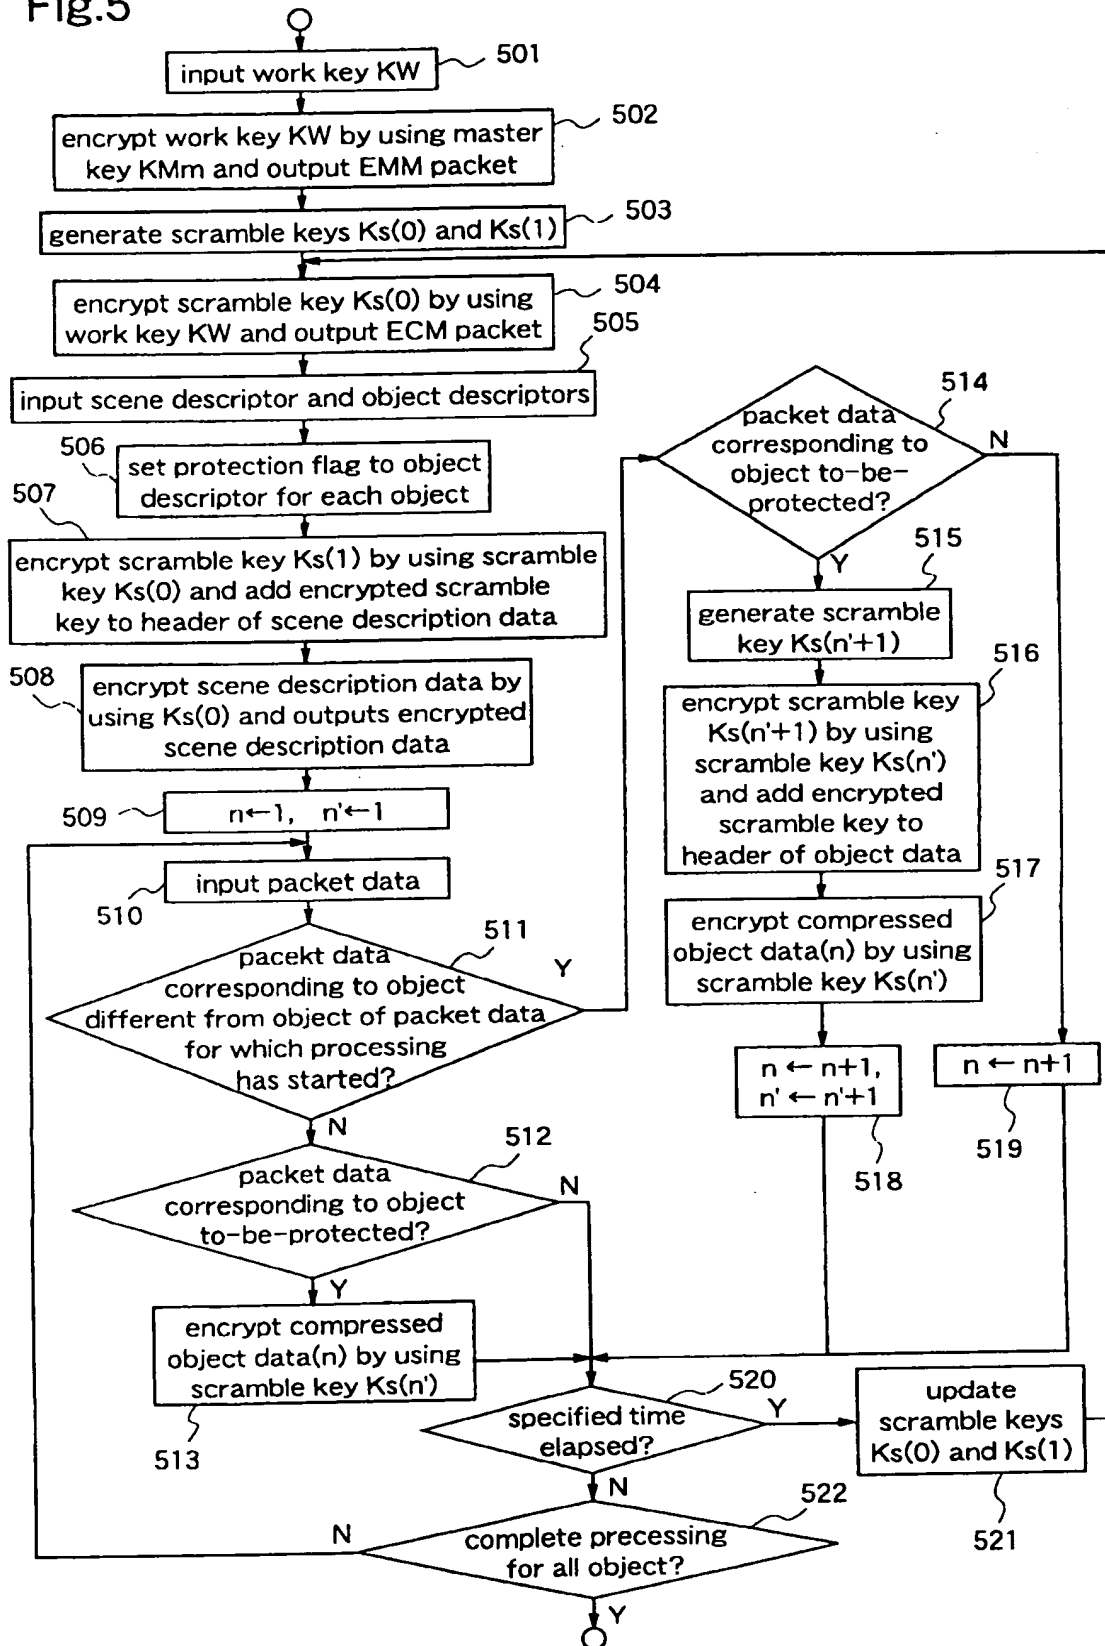 Fig.5
input work key KW
501
encrypt work key KW by using master
key KMm and output EMM packet
502
generate scramble keys Ks(0) and Ks(1)
503
encrypt scramble key Ks(0) by using
work key KW and output ECM packet
504
input scene descriptor and object descriptors
505
set protection flag to object
descriptor for each object
506
encrypt scramble key Ks(1) by using scramble
key Ks(0) and add encrypted scramble
key to header of scene description data
507
encrypt scene description data by
using Ks(0) and outputs encrypted
scene description data
508
n←1, n'←1
509
input packet data
510
pacekt data
corresponding to object
different from object of packet data
for which processing
has started?
511
Y
N
packet data
corresponding to object
to-be-protected?
512
N
Y
encrypt compressed
object data(n) by using
scramble key Ks(n')
513
packet data
corresponding to
object to-be-
protected?
514
N
Y
generate scramble
key Ks(n'+1)
515
encrypt scramble key
Ks(n'+1) by using
scramble key Ks(n')
and add encrypted
scramble key to
header of object data
516
encrypt compressed
object data(n) by using
scramble key Ks(n')
517
n ← n+1,
n' ← n'+1
518
n ← n+1
519
specified time
elapsed?
520
Y
N
update
scramble keys
Ks(0) and Ks(1)
521
complete precessing
for all object?
522
N
Y